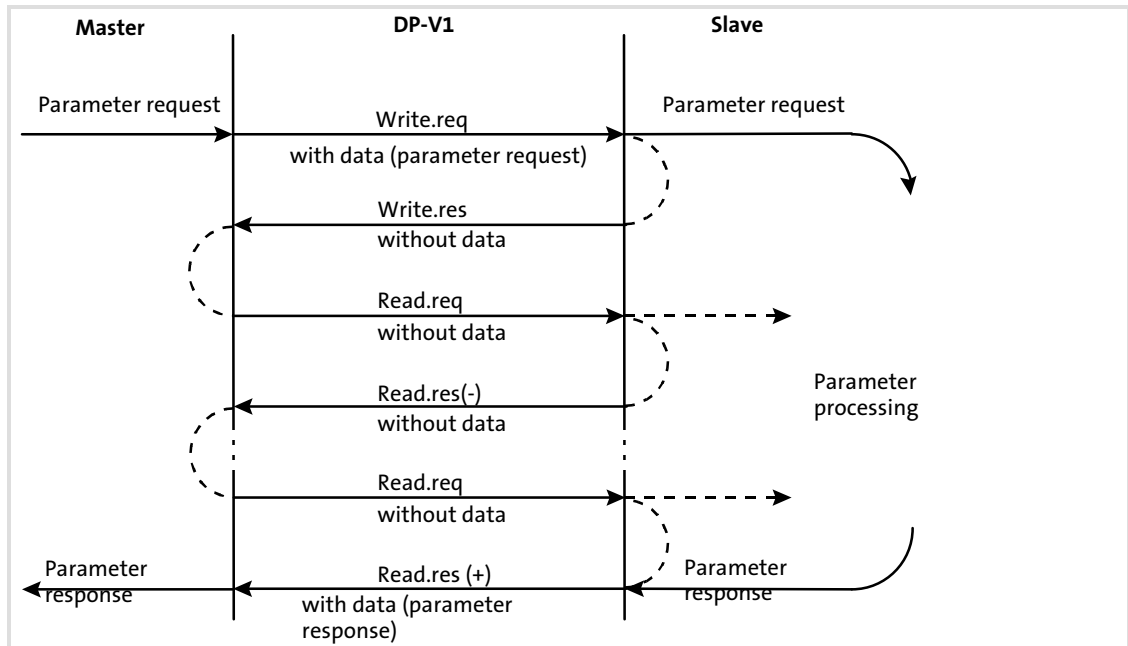 Master
DP-V1
Slave
Parameter request
Write.req
Parameter request
with data (parameter request)
Write.res
without data
Read.req
without data
Parameter
processing
Read.res(-)
without data
Read.req
without data
Parameter
response
Read.res (+)
with data (parameter
response)
Parameter
response